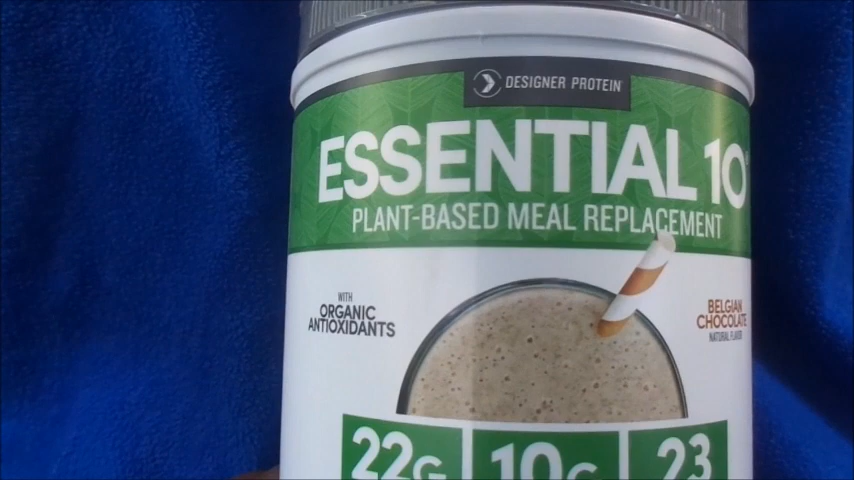 DESIGNER PROTEIN
ESSENTIAL 10
PLANT-BASED MEAL REPLACEMENT
WITH
ORGANIC
ANTIOXIDANTS
BELGIAN
CHOCOLATE
NATURAL FLAVOR
22G 10G 23